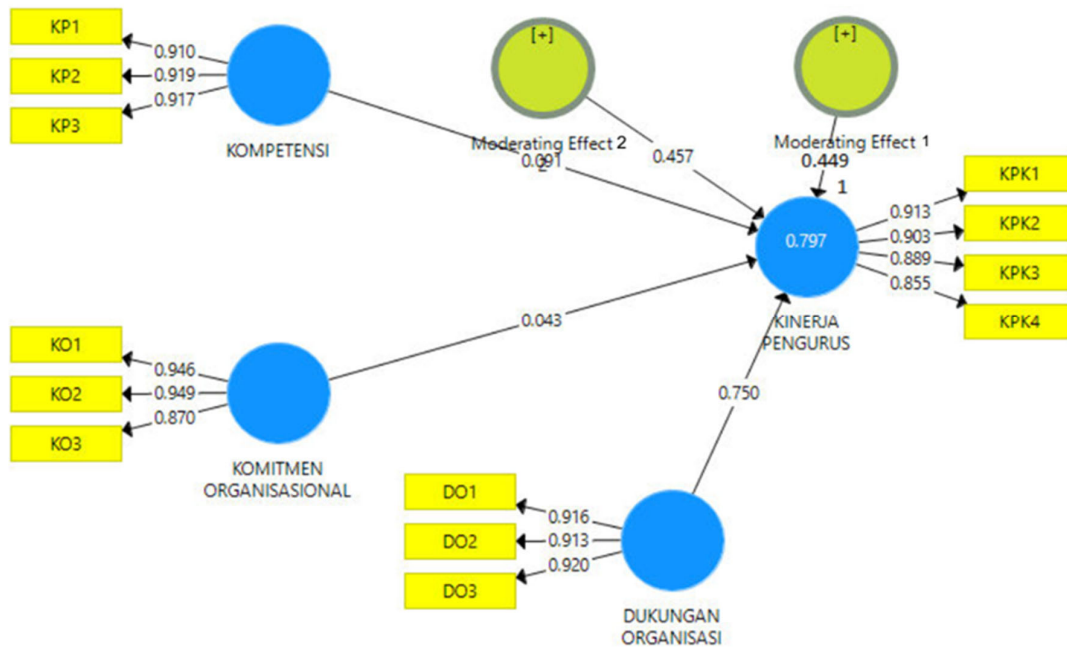 KP1
KP2
KP3
0.910
0.919
0.917
KOMPETENSI
[+]
Moderating Effect 2
2
0.091
0.457
[+]
Moderating Effect 1
0.449
1
0.797
KINERJA
PENGURUS
0.913
0.903
0.889
0.855
KPK1
KPK2
KPK3
KPK4
KO1
KO2
KO3
0.946
0.949
0.870
KOMITMEN
ORGANISASIONAL
0.043
0.750
DO1
DO2
DO3
0.916
0.913
0.920
DUKUNGAN
ORGANISASI